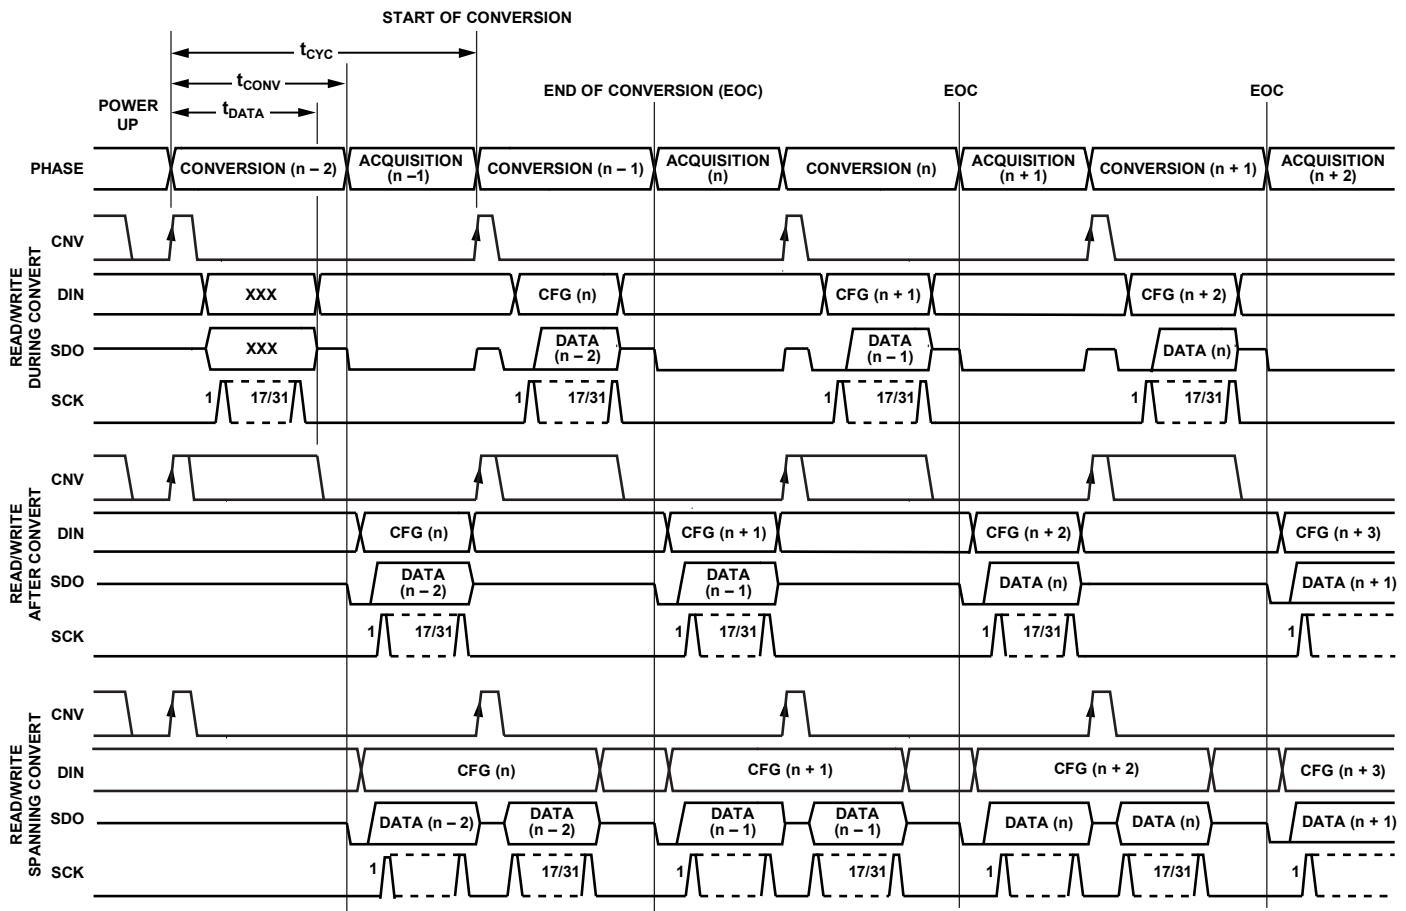 START OF CONVERSION
tCYC
tCONV
tDATA
POWER
UP
END OF CONVERSION (EOC)
EOC
EOC
PHASE
CONVERSION (n – 2)
ACQUISITION
(n –1)
CONVERSION (n – 1)
ACQUISITION
(n)
CONVERSION (n)
ACQUISITION
(n + 1)
CONVERSION (n + 1)
ACQUISITION
(n + 2)
READ/WRITE
DURING CONVERT
CNV
DIN
XXX
CFG (n)
CFG (n + 1)
CFG (n + 2)
SDO
XXX
DATA
(n – 2)
DATA
(n – 1)
DATA (n)
SCK
1
17/31
1
17/31
1
17/31
1
17/31
READ/WRITE
AFTER CONVERT
CNV
DIN
CFG (n)
CFG (n + 1)
CFG (n + 2)
CFG (n + 3)
SDO
DATA
(n – 2)
DATA
(n – 1)
DATA (n)
DATA (n + 1)
SCK
1
17/31
1
17/31
1
17/31
1
READ/WRITE
SPANNING CONVERT
CNV
DIN
CFG (n)
CFG (n + 1)
CFG (n + 2)
CFG (n + 3)
SDO
DATA (n – 2)
DATA
(n – 2)
DATA
(n – 1)
DATA
(n – 1)
DATA (n)
DATA (n)
DATA (n + 1)
SCK
1
17/31
1
17/31
1
17/31
1